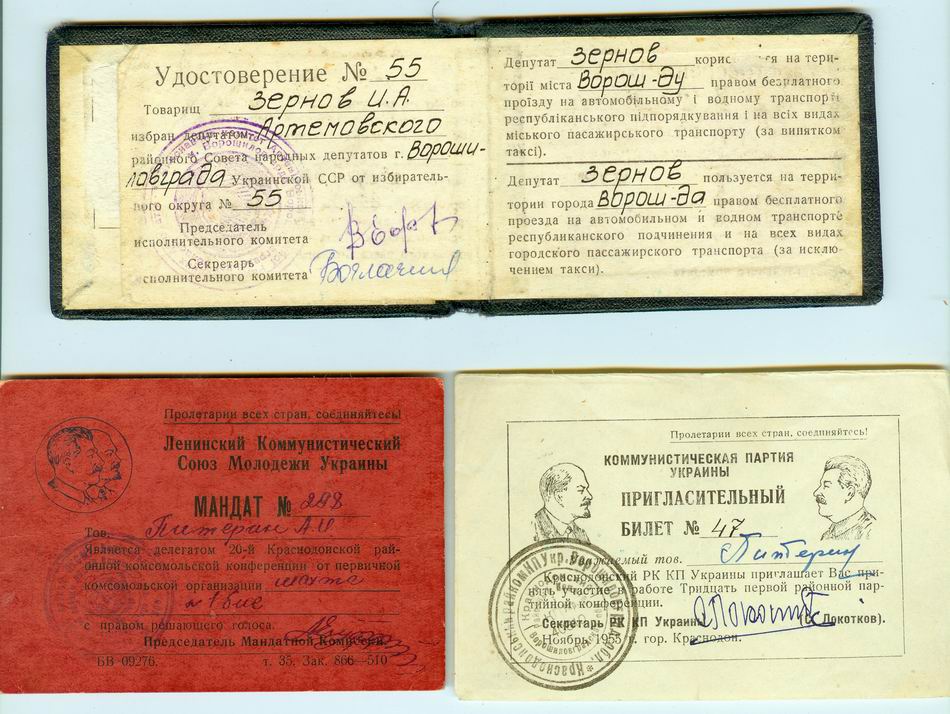 Удостоверение № 55
Товарищ Зернов И.А.
избран депутатом Артемовского
районного Совета народных депутатов г. Вороши-
ловграда Украинской ССР от избиратель-
ного округа № 55
Председатель
исполнительного комитета
Секретарь
исполнительного комитета
Депутат Зернов корис на тери-
торії міста Ворош-ду правом безплатного
проїзду на автомобільному і водному транспорті
республіканського підпорядкування і на всіх видах
міського пасажирського транспорту (за винятком
таксі).
Депутат Зернов пользуется на терри-
тории города Ворош-да правом бесплатного
проезда на автомобильном и водном транспорте
республиканского подчинения и на всех видах
городского пассажирского транспорта (за исклю-
чением такси).
Пролетарии всех стран, соединяйтесь!
Ленинский Коммунистический
Союз Молодежи Украины
МАНДАТ № 298
Тов. Питерин А.И.
Является делегатом 20-й Краснодонской рай-
онной комсомольской конференции от первичной
комсомольской организации шахты
№ 1 бис
с правом решающего голоса.
Председатель Мандатной Комиссии
БВ 09276. т. 35. Зак. 866—510
Пролетарии всех стран, соединяйтесь!
КОММУНИСТИЧЕСКАЯ ПАРТИЯ
УКРАИНЫ
ПРИГЛАСИТЕЛЬНЫЙ
БИЛЕТ № 47
Уважаемый тов. Питерин
Краснодонский РК КП Украины приглашает Вас при-
нять участие в работе Тридцать первой районной пар-
тийной конференции.
Секретарь РК КП Украины (С. Докотков).
Ноябрь 1955 г. гор. Краснодон.